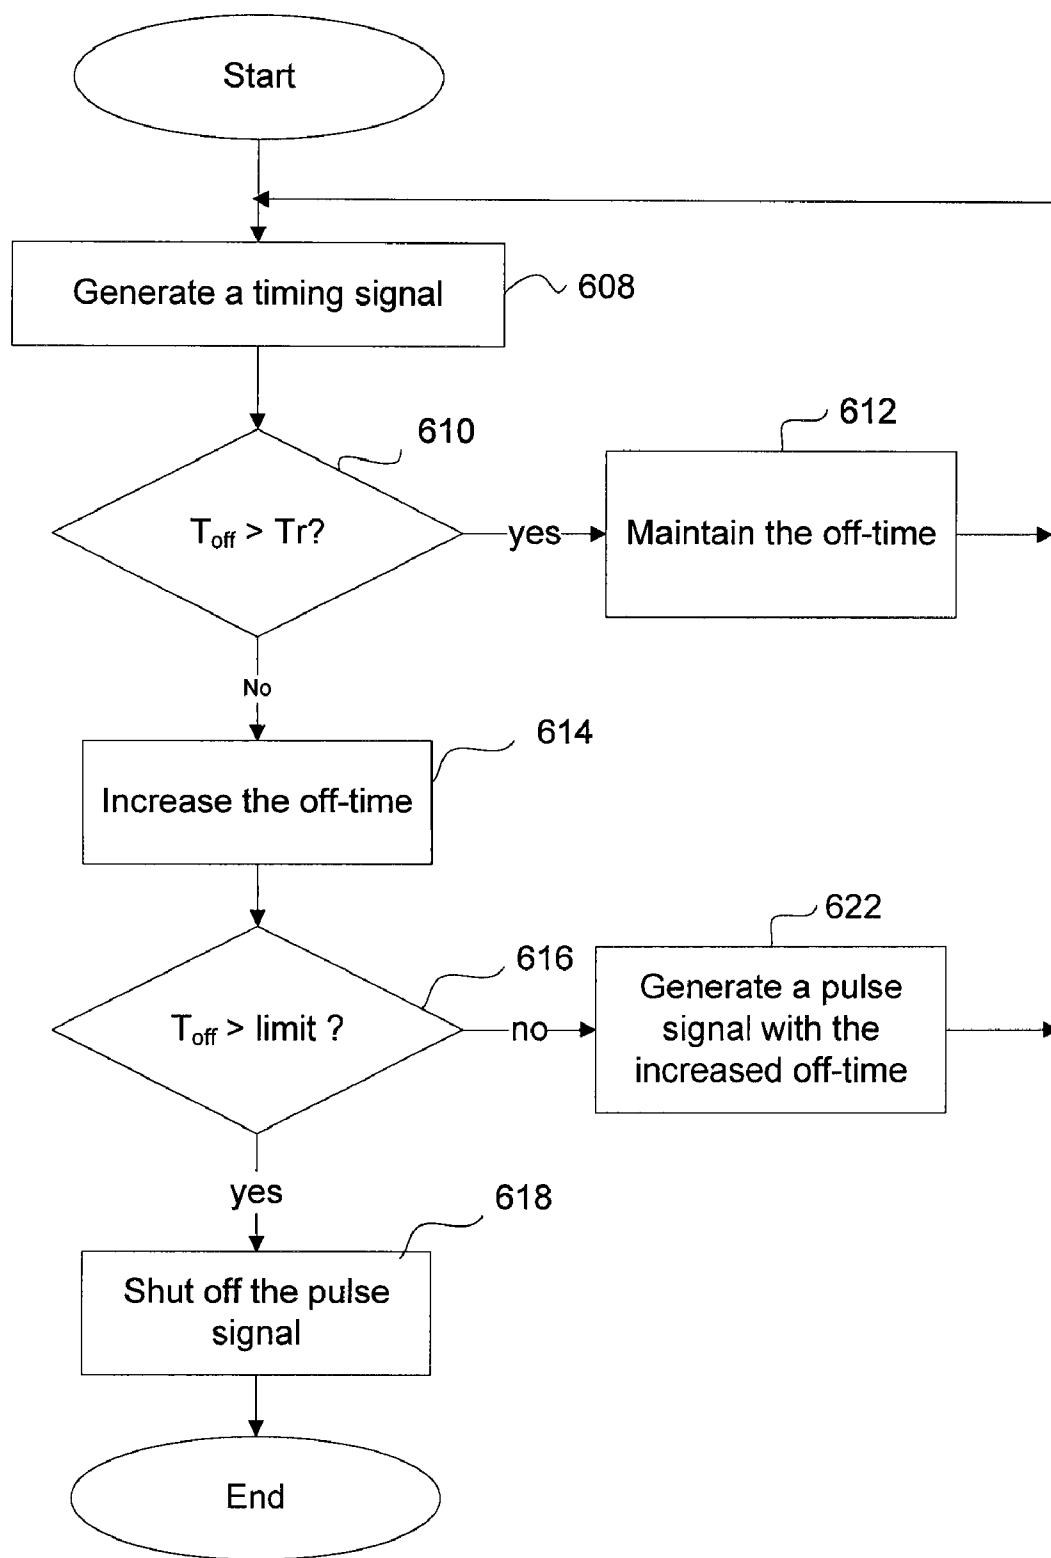 Start
Generate a timing signal
608
610
T_off > Tr?
yes
612
Maintain the off-time
No
614
Increase the off-time
616
T_off > limit ?
no
622
Generate a pulse
signal with the
increased off-time
yes
618
Shut off the pulse
signal
End